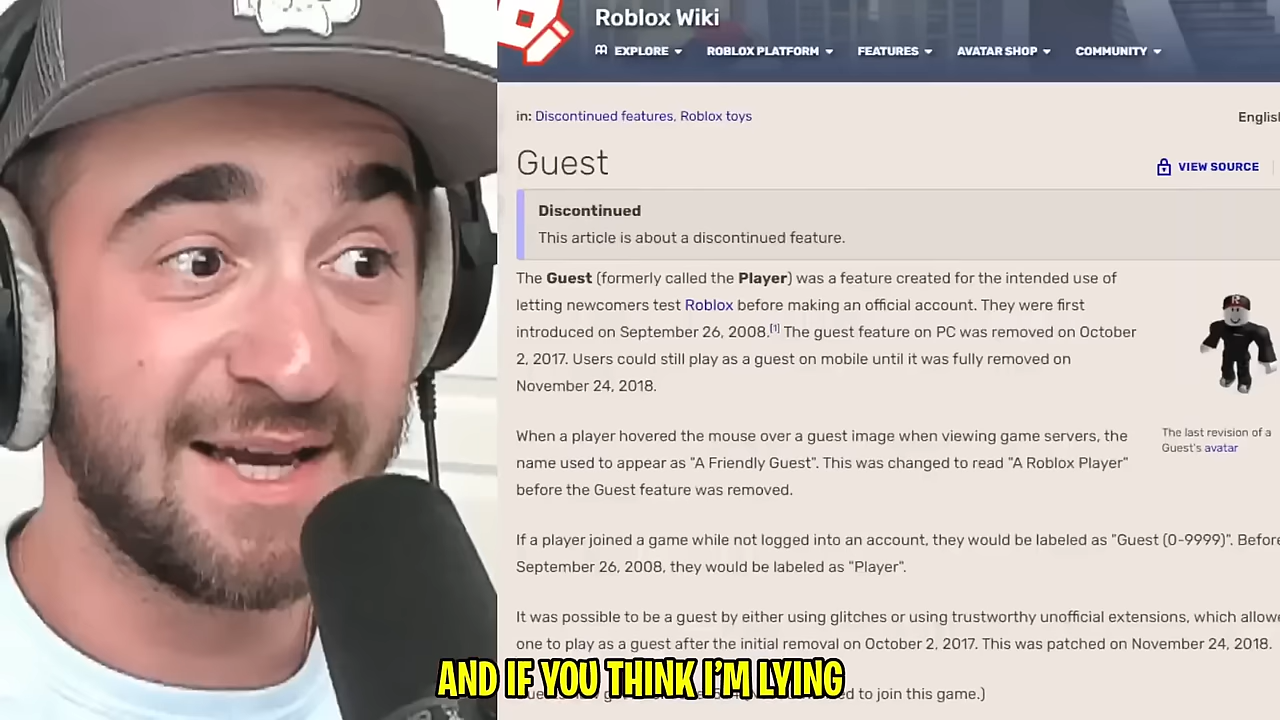 Roblox Wiki
EXPLORE ROBLOX PLATFORM FEATURES AVATAR SHOP COMMUNITY
in: Discontinued features, Roblox toys
English
Guest
VIEW SOURCE
Discontinued
This article is about a discontinued feature.
The Guest (formerly called the Player) was a feature created for the intended use of
letting newcomers test Roblox before making an official account. They were first
introduced on September 26, 2008.[1] The guest feature on PC was removed on October
2, 2017. Users could still play as a guest on mobile until it was fully removed on
November 24, 2018.
The last revision of a
Guest's avatar
When a player hovered the mouse over a guest image when viewing game servers, the
name used to appear as "A Friendly Guest". This was changed to read "A Roblox Player"
before the Guest feature was removed.
If a player joined a game while not logged into an account, they would be labeled as "Guest (0-9999)". Before
September 26, 2008, they would be labeled as "Player".
It was possible to be a guest by either using glitches or using trustworthy unofficial extensions, which allowe
one to play as a guest after the initial removal on October 2, 2017. This was patched on November 24, 2018.
AND IF YOU THINK I'M LYING
to join this game.)